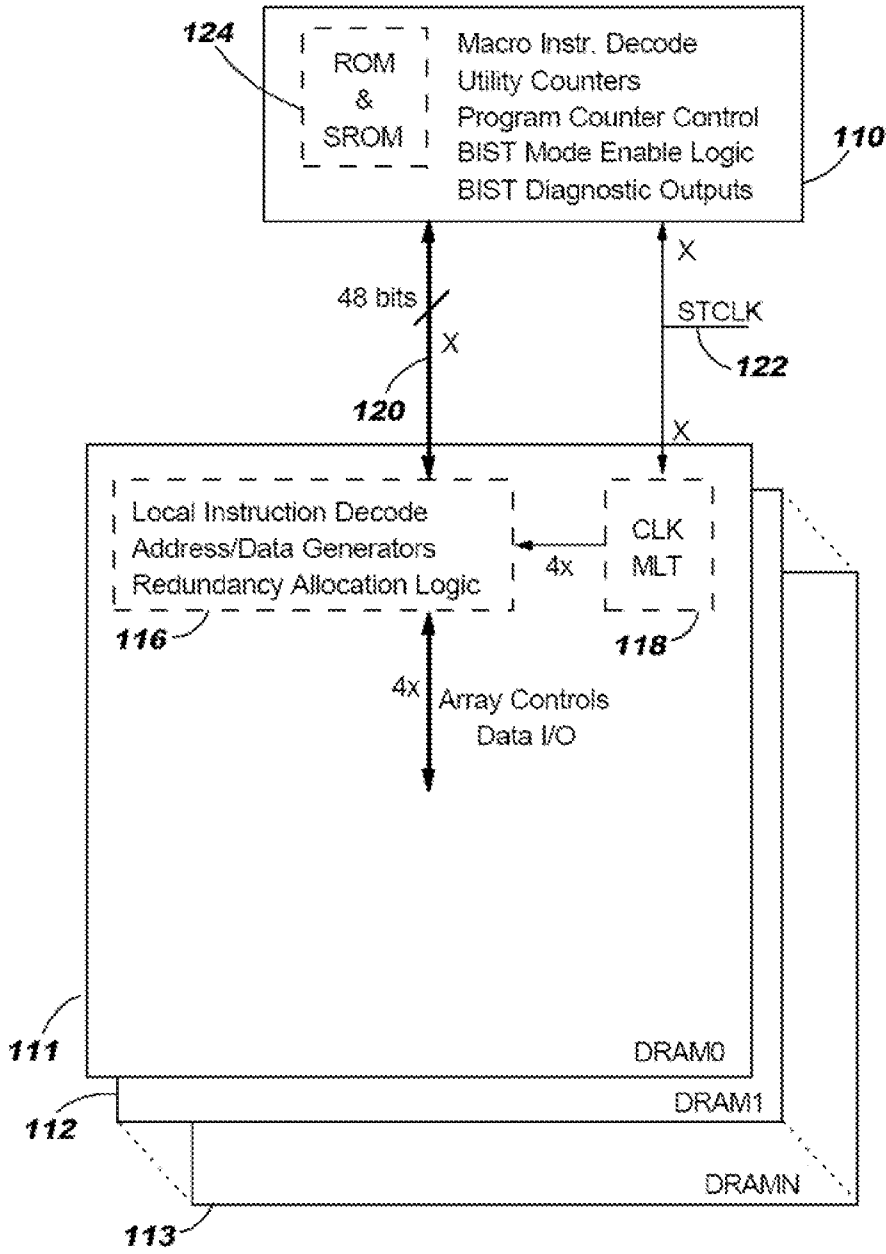 124
ROM
&
SROM
Macro Instr. Decode
Utility Counters
Program Counter Control
BIST Mode Enable Logic
BIST Diagnostic Outputs
110
48 bits
X
120
X
STCLK
122
X
Local Instruction Decode
Address/Data Generators
Redundancy Allocation Logic
116
4x
CLK
MLT
118
4x
Array Controls
Data I/O
111
DRAM0
112
DRAM1
113
DRAMN